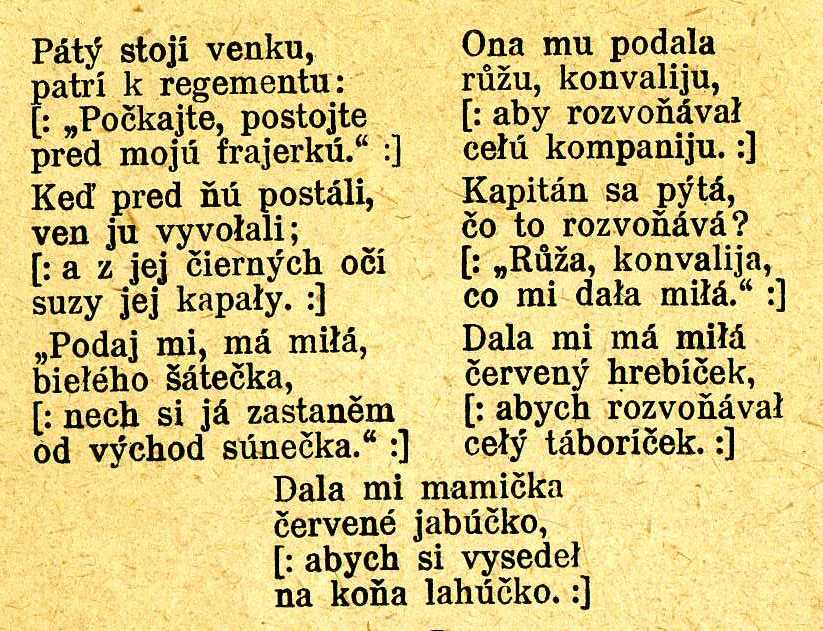 Pátý stojí venku,
patrí k regementu:
[: „Počkajte, postojte
pred mojú frajerkú.“ :]
Keď pred ňú postáli,
ven ju vyvołali;
[: a z jej čierných očí
suzy jej kapały. :]
„Podaj mi, má miłá,
biełého šátečka,
[: nech si já zastaněm
od východ súnečka.“ :]
Ona mu podala
růžu, konvaliju,
[: aby rozvoňávał
cełú kompaniju. :]
Kapitán sa pýtá,
čo to rozvoňává?
[: „Růža, konvalija,
co mi dała miłá.“ :]
Dala mi má miłá
červený hrebíček,
[: abych rozvoňával
cełý táboríček. :]
Dala mi mamička
červené jabúčko,
[: abych si vysedeł
na koňa lahúčko. :]